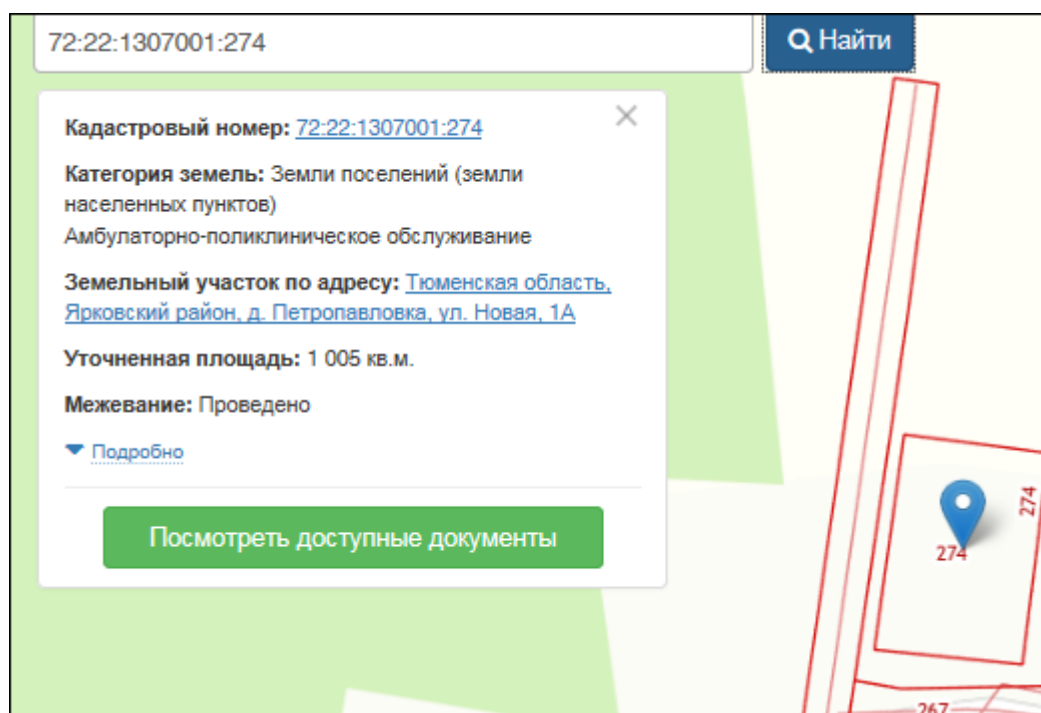 72:22:1307001:274
Найти
Кадастровый номер: 72:22:1307001:274
Категория земель: Земли поселений (земли
населенных пунктов)
Амбулаторно-поликлиническое обслуживание
Земельный участок по адресу: Тюменская область,
Ярковский район, д. Петропавловка, ул. Новая, 1А
Уточненная площадь: 1 005 кв.м.
Межевание: Проведено
Подробно
Посмотреть доступные документы
274
274
267